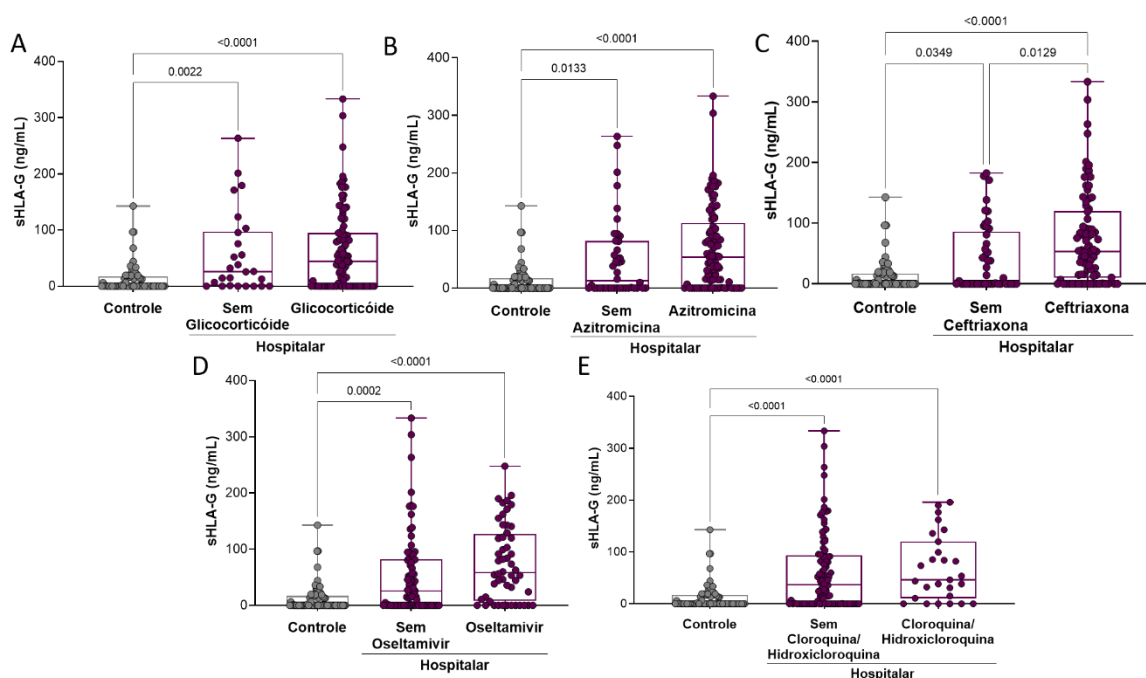 A
<0.0001
0.0022
400
300
200
100
0
sHLA-G (ng/mL)
Controle
Sem
Glicocorticóide
Glicocorticóide
Hospitalar
B
<0.0001
0.0133
400
300
200
100
0
sHLA-G (ng/mL)
Controle
Sem
Azitromicina
Azitromicina
Hospitalar
C
<0.0001
0.0349
0.0129
400
300
200
100
0
sHLA-G (ng/mL)
Controle
Sem
Ceftriaxona
Ceftriaxona
Hospitalar
D
<0.0001
0.0002
400
300
200
100
0
sHLA-G (ng/mL)
Controle
Sem
Oseltamivir
Oseltamivir
Hospitalar
E
<0.0001
<0.0001
400
300
200
100
0
sHLA-G (ng/mL)
Controle
Sem
Cloroquina/
Hidroxicloroquina
Cloroquina/
Hidroxicloroquina
Hospitalar